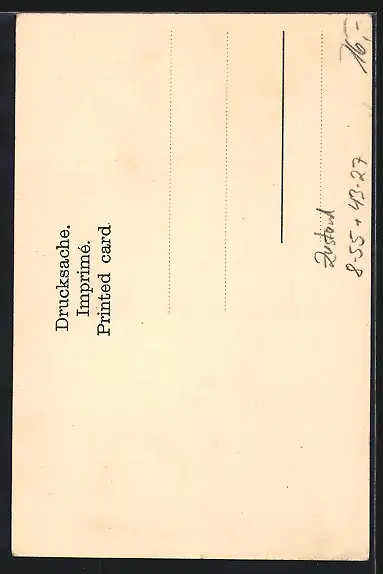 Drucksache.
Imprimé.
Printed card.
Zustand
8-55+43-27
16,-